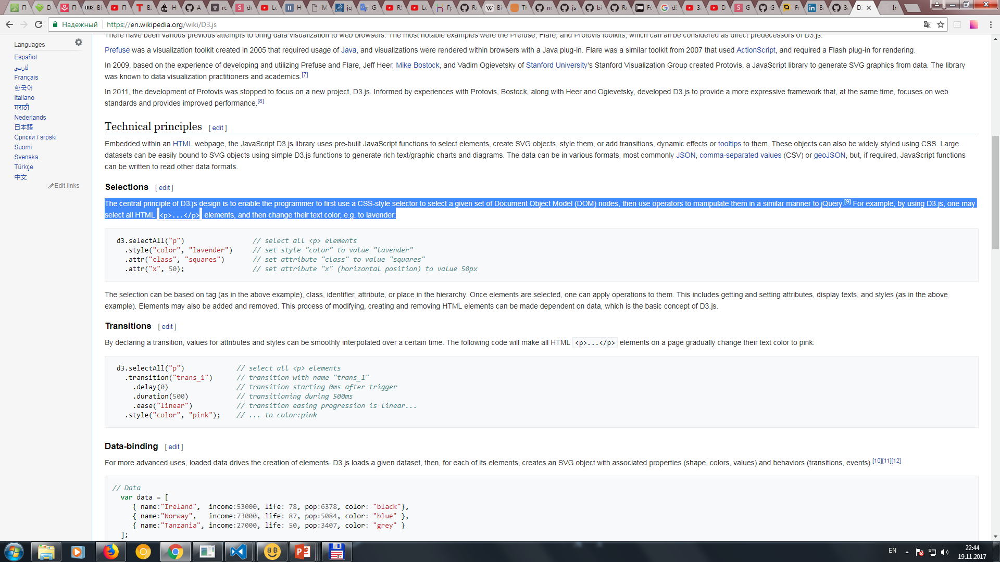 Надежный https://en.wikipedia.org/wiki/D3.js
Languages
Español
فارسی
Français
한국어
Italiano
मराठी
Nederlands
日本語
Српски / srpski
Suomi
Svenska
Türkçe
中文
Edit links
There have been various previous attempts to bring data visualization to web browsers. The most notable examples were the Prefuse, Flare, and Protovis toolkits, which can all be considered as direct predecessors of D3.js.
Prefuse was a visualization toolkit created in 2005 that required usage of Java, and visualizations were rendered within browsers with a Java plug-in. Flare was a similar toolkit from 2007 that used ActionScript, and required a Flash plug-in for rendering.
In 2009, based on the experience of developing and utilizing Prefuse and Flare, Jeff Heer, Mike Bostock, and Vadim Ogievetsky of Stanford University's Stanford Visualization Group created Protovis, a JavaScript library to generate SVG graphics from data. The library
was known to data visualization practitioners and academics.[7]
In 2011, the development of Protovis was stopped to focus on a new project, D3.js. Informed by experiences with Protovis, Bostock, along with Heer and Ogievetsky, developed D3.js to provide a more expressive framework that, at the same time, focuses on web
standards and provides improved performance.[8]
Technical principles [ edit ]
Embedded within an HTML webpage, the JavaScript D3.js library uses pre-built JavaScript functions to select elements, create SVG objects, style them, or add transitions, dynamic effects or tooltips to them. These objects can also be widely styled using CSS. Large
datasets can be easily bound to SVG objects using simple D3.js functions to generate rich text/graphic charts and diagrams. The data can be in various formats, most commonly JSON, comma-separated values (CSV) or geoJSON, but, if required, JavaScript functions
can be written to read other data formats.
Selections [ edit ]
The central principle of D3.js design is to enable the programmer to first use a CSS-style selector to select a given set of Document Object Model (DOM) nodes, then use operators to manipulate them in a similar manner to jQuery.[9] For example, by using D3.js, one may
select all HTML <p>...</p> elements, and then change their text color, e.g. to lavender:
d3.selectAll("p") // select all <p> elements
.style("color", "lavender") // set style "color" to value "lavender"
.attr("class", "squares") // set attribute "class" to value "squares"
.attr("x", 50); // set attribute "x" (horizontal position) to value 50px
The selection can be based on tag (as in the above example), class, identifier, attribute, or place in the hierarchy. Once elements are selected, one can apply operations to them. This includes getting and setting attributes, display texts, and styles (as in the above
example). Elements may also be added and removed. This process of modifying, creating and removing HTML elements can be made dependent on data, which is the basic concept of D3.js.
Transitions [ edit ]
By declaring a transition, values for attributes and styles can be smoothly interpolated over a certain time. The following code will make all HTML <p>...</p> elements on a page gradually change their text color to pink:
d3.selectAll("p") // select all <p> elements
.transition("trans_1") // transition with name "trans_1"
.delay(0) // transition starting 0ms after trigger
.duration(500) // transitioning during 500ms
.ease("linear") // transition easing progression is linear...
.style("color", "pink"); // ... to color:pink
Data-binding [ edit ]
For more advanced uses, loaded data drives the creation of elements. D3.js loads a given dataset, then, for each of its elements, creates an SVG object with associated properties (shape, colors, values) and behaviors (transitions, events).[10][11][12]
// Data
var data = [
{ name:"Ireland", income:53000, life: 78, pop:6378, color: "black"},
{ name:"Norway", income:73000, life: 87, pop:5084, color: "blue" },
{ name:"Tanzania", income:27000, life: 50, pop:3407, color: "grey" }
];
EN
22:44
19.11.2017